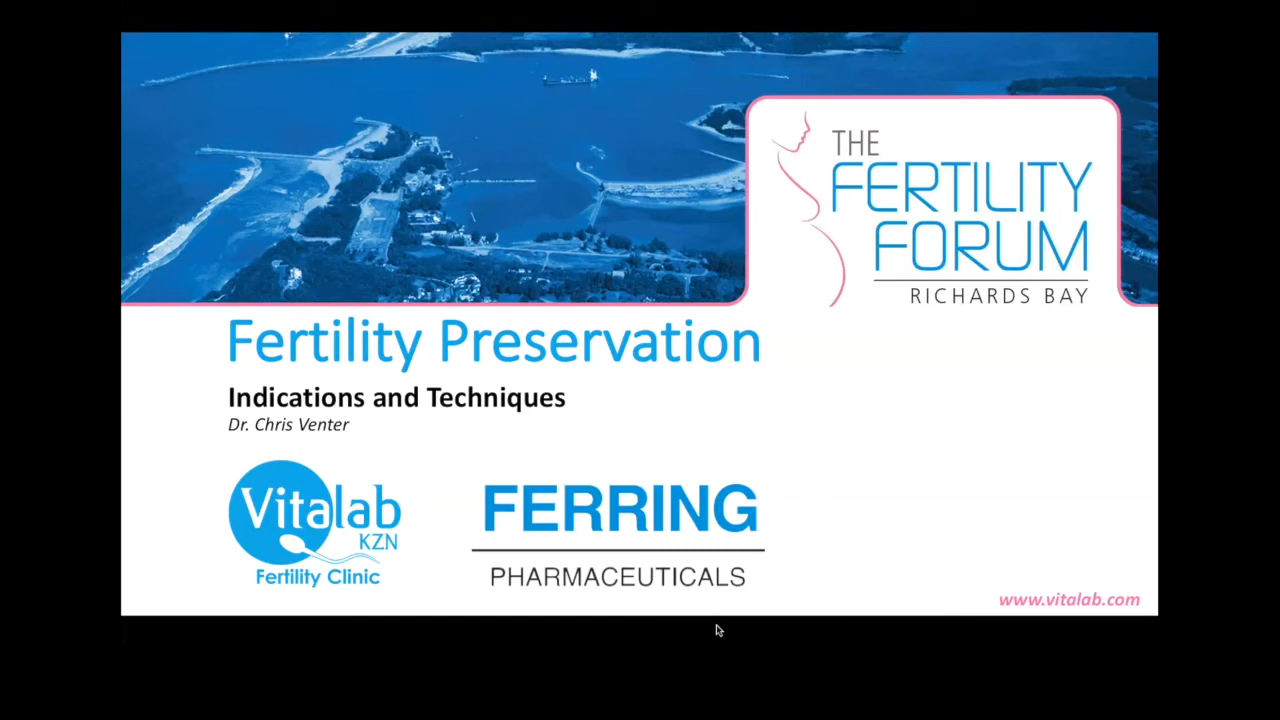 THE
FERTILITY
FORUM
RICHARDS BAY
Fertility Preservation
Indications and Techniques
Dr. Chris Venter
Vitalab
KZN
Fertility Clinic
FERRING
PHARMACEUTICALS
www.vitalab.com